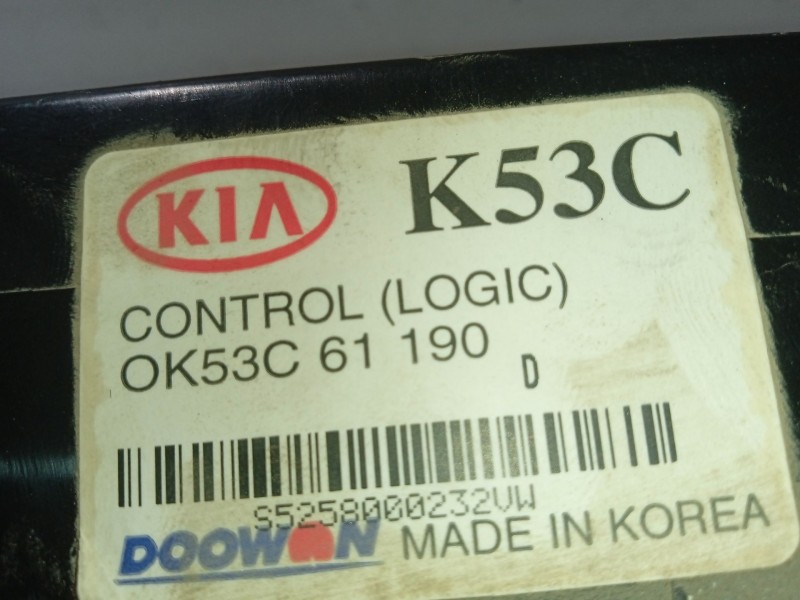 KIA K53C
CONTROL (LOGIC)
OK53C 61 190
D
S5258000232VW
DOOWON MADE IN KOREA